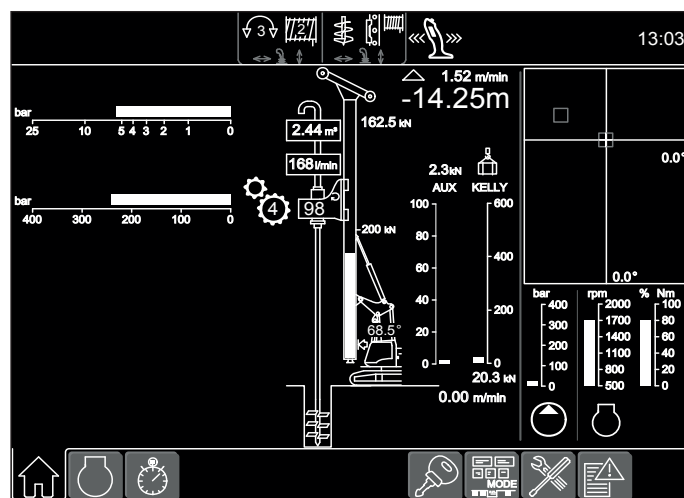 3 2 13:03
1.52 m/min
-14.25m
bar
25 10 5 4 3 2 1 0
2.44 m³
162.5 kN
168 l/min
2.3kN
AUX KELLY
0.0°
bar
400 300 200 100 0
4 98
200 kN
100 80 60 40 20 0
600 400 200 0
68.5°
20.3 kN
0.00 m/min
0.0°
bar rpm % Nm
400 300 200 100 0
2000 1700 1400 1100 800 500
100 80 60 40 20 0
MODE